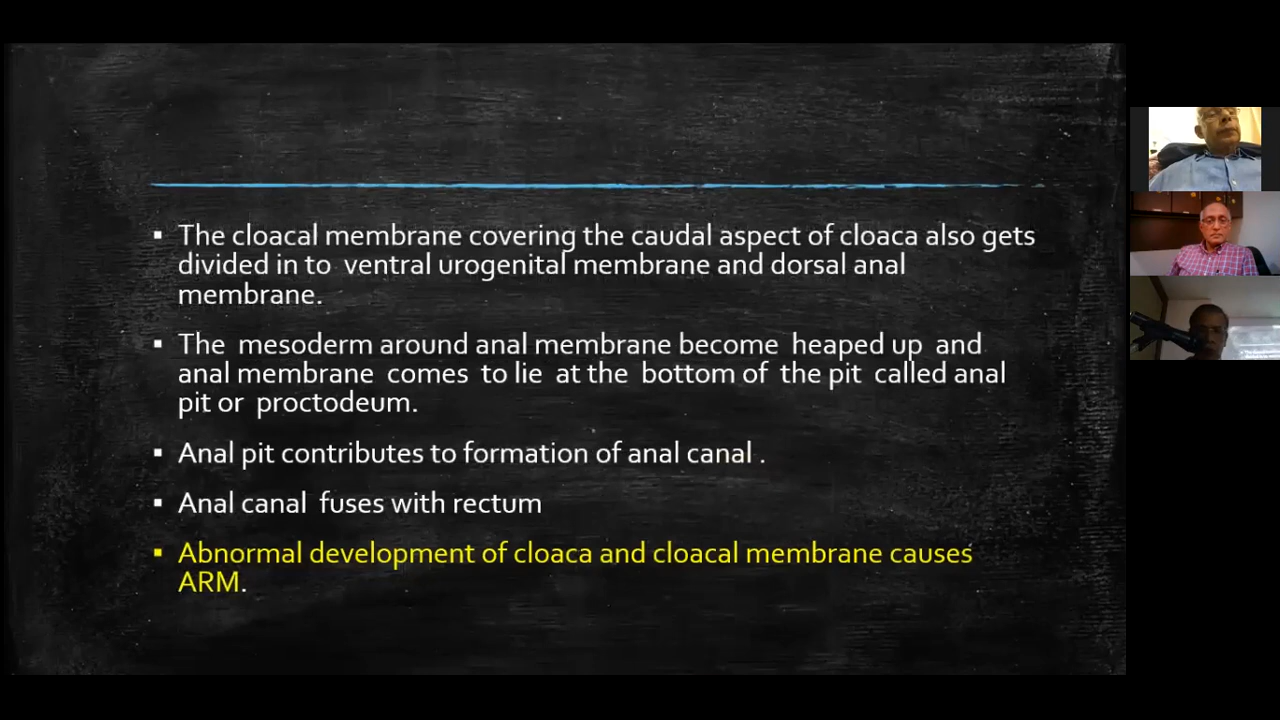 ▪ The cloacal membrane covering the caudal aspect of cloaca also gets
divided in to ventral urogenital membrane and dorsal anal
membrane.
▪ The mesoderm around anal membrane become heaped up and
anal membrane comes to lie at the bottom of the pit called anal
pit or proctodeum.
▪ Anal pit contributes to formation of anal canal .
▪ Anal canal fuses with rectum
▪ Abnormal development of cloaca and cloacal membrane causes
ARM.